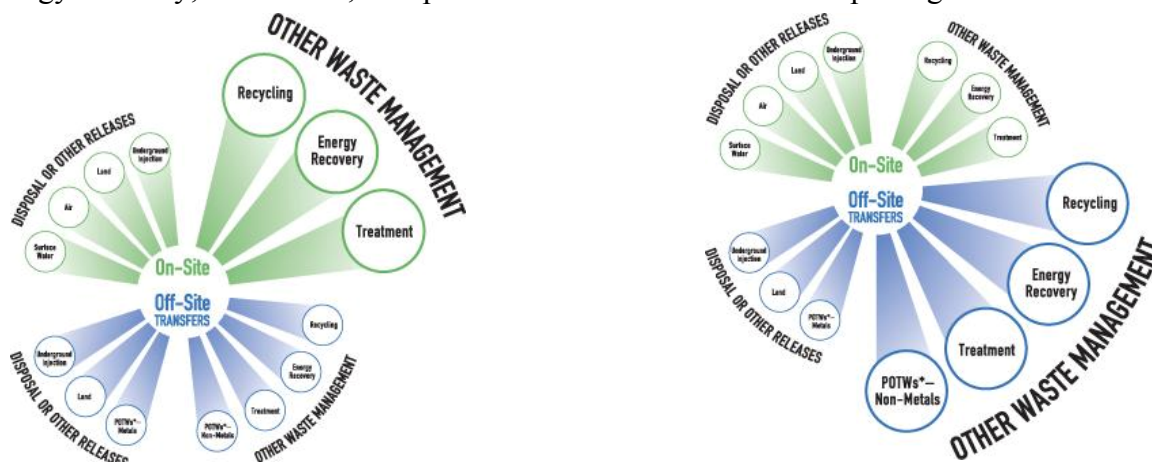 OTHER WASTE MANAGEMENT
Recycling
Energy
Recovery
Treatment
DISPOSAL OR OTHER RELEASES
Underground
Injection
Land
Air
Surface
Water
On-Site
Off-Site
TRANSFERS
Underground
Injection
Land
POTWs*—
Metals
DISPOSAL OR OTHER RELEASES
POTWs*—
Non-Metals
Treatment
Energy
Recovery
Recycling
OTHER WASTE MANAGEMENT
DISPOSAL OR OTHER RELEASES
Underground
Injection
Land
Air
Surface
Water
OTHER WASTE MANAGEMENT
Recycling
Energy
Recovery
Treatment
On-Site
Off-Site
TRANSFERS
Underground
Injection
Land
POTWs*—
Metals
DISPOSAL OR OTHER RELEASES
Recycling
Energy
Recovery
Treatment
POTWs*—
Non-Metals
OTHER WASTE MANAGEMENT